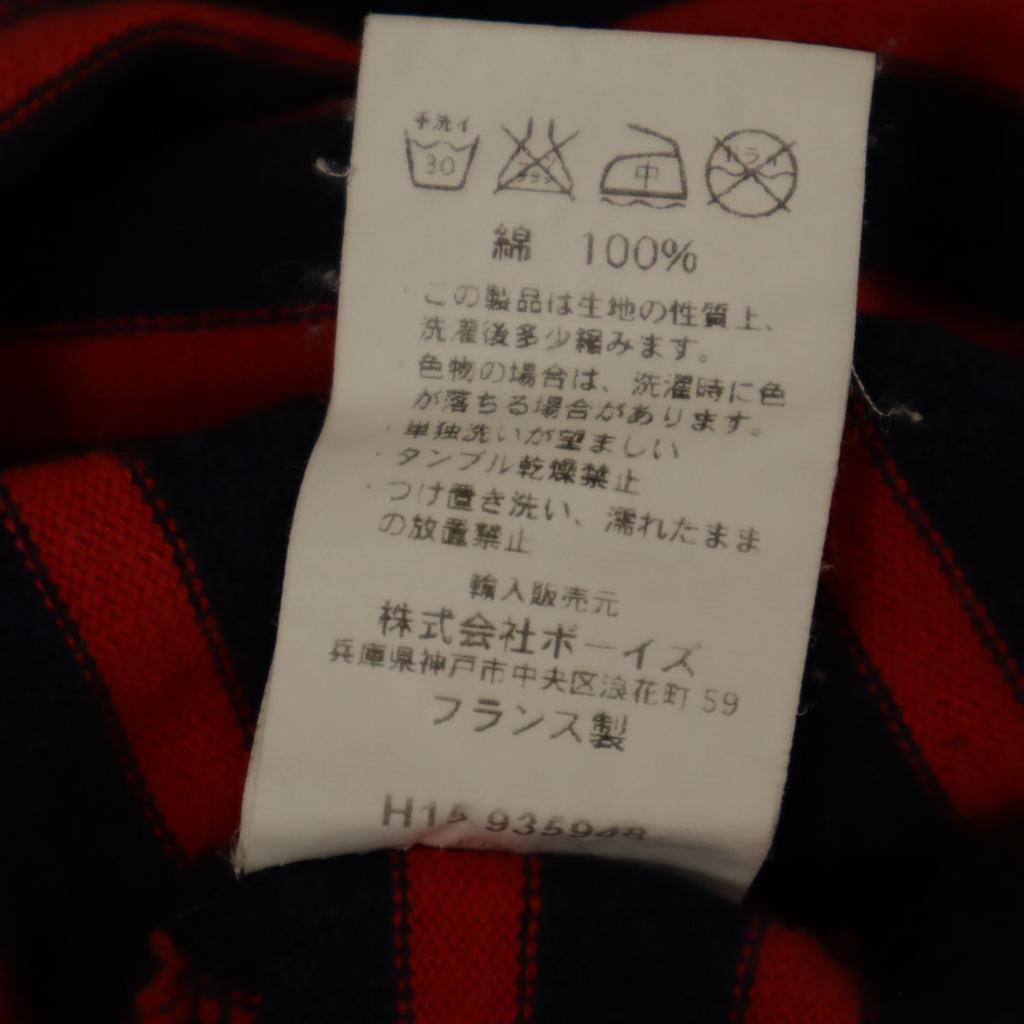 手洗イ
30
中
ドライ
綿 100%
・この製品は生地の性質上、
洗濯後多少縮みます。
・色物の場合は、洗濯時に色
が落ちる場合があります。
・単独洗いが望ましい
・タンブル乾燥禁止
・つけ置き洗い、濡れたまま
の放置禁止
輸入販売元
株式会社ボーイズ
兵庫県神戸市中央区浪花町 59
フランス製
H15 935948